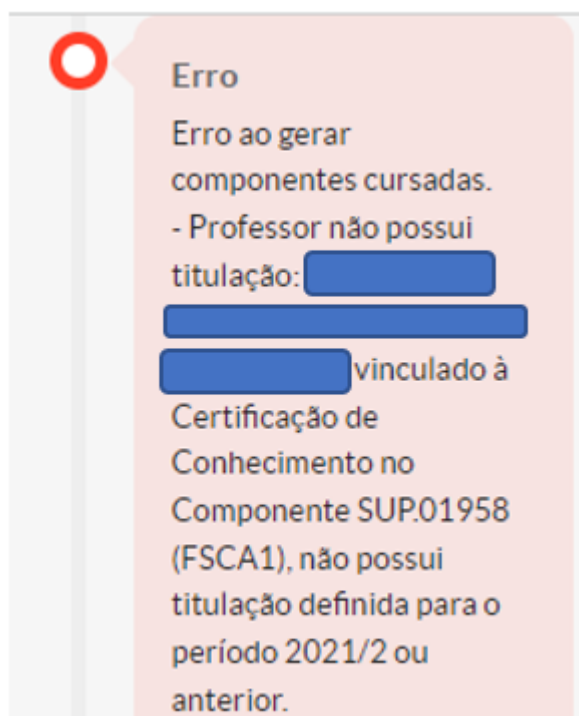 Erro
Erro ao gerar
componentes cursadas.
- Professor não possui
titulação:
vinculado à
Certificação de
Conhecimento no
Componente SUP.01958
(FSCA1), não possui
titulação definida para o
período 2021/2 ou
anterior.